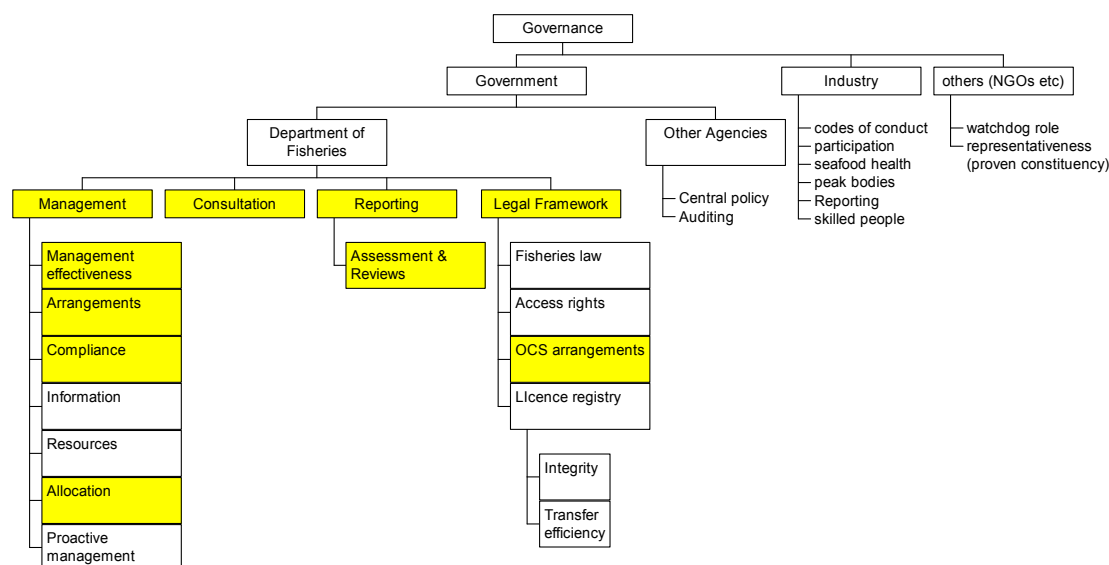 Governance
Government
Industry
others (NGOs etc)
Department of
Fisheries
Other Agencies
codes of conduct
participation
seafood health
peak bodies
Reporting
skilled people
watchdog role
representativeness
(proven constituency)
Central policy
Auditing
Management
Consultation
Reporting
Legal Framework
Management
effectiveness
Arrangements
Compliance
Information
Resources
Allocation
Proactive
management
Assessment &
Reviews
Fisheries law
Access rights
OCS arrangements
LIcence registry
Integrity
Transfer
efficiency